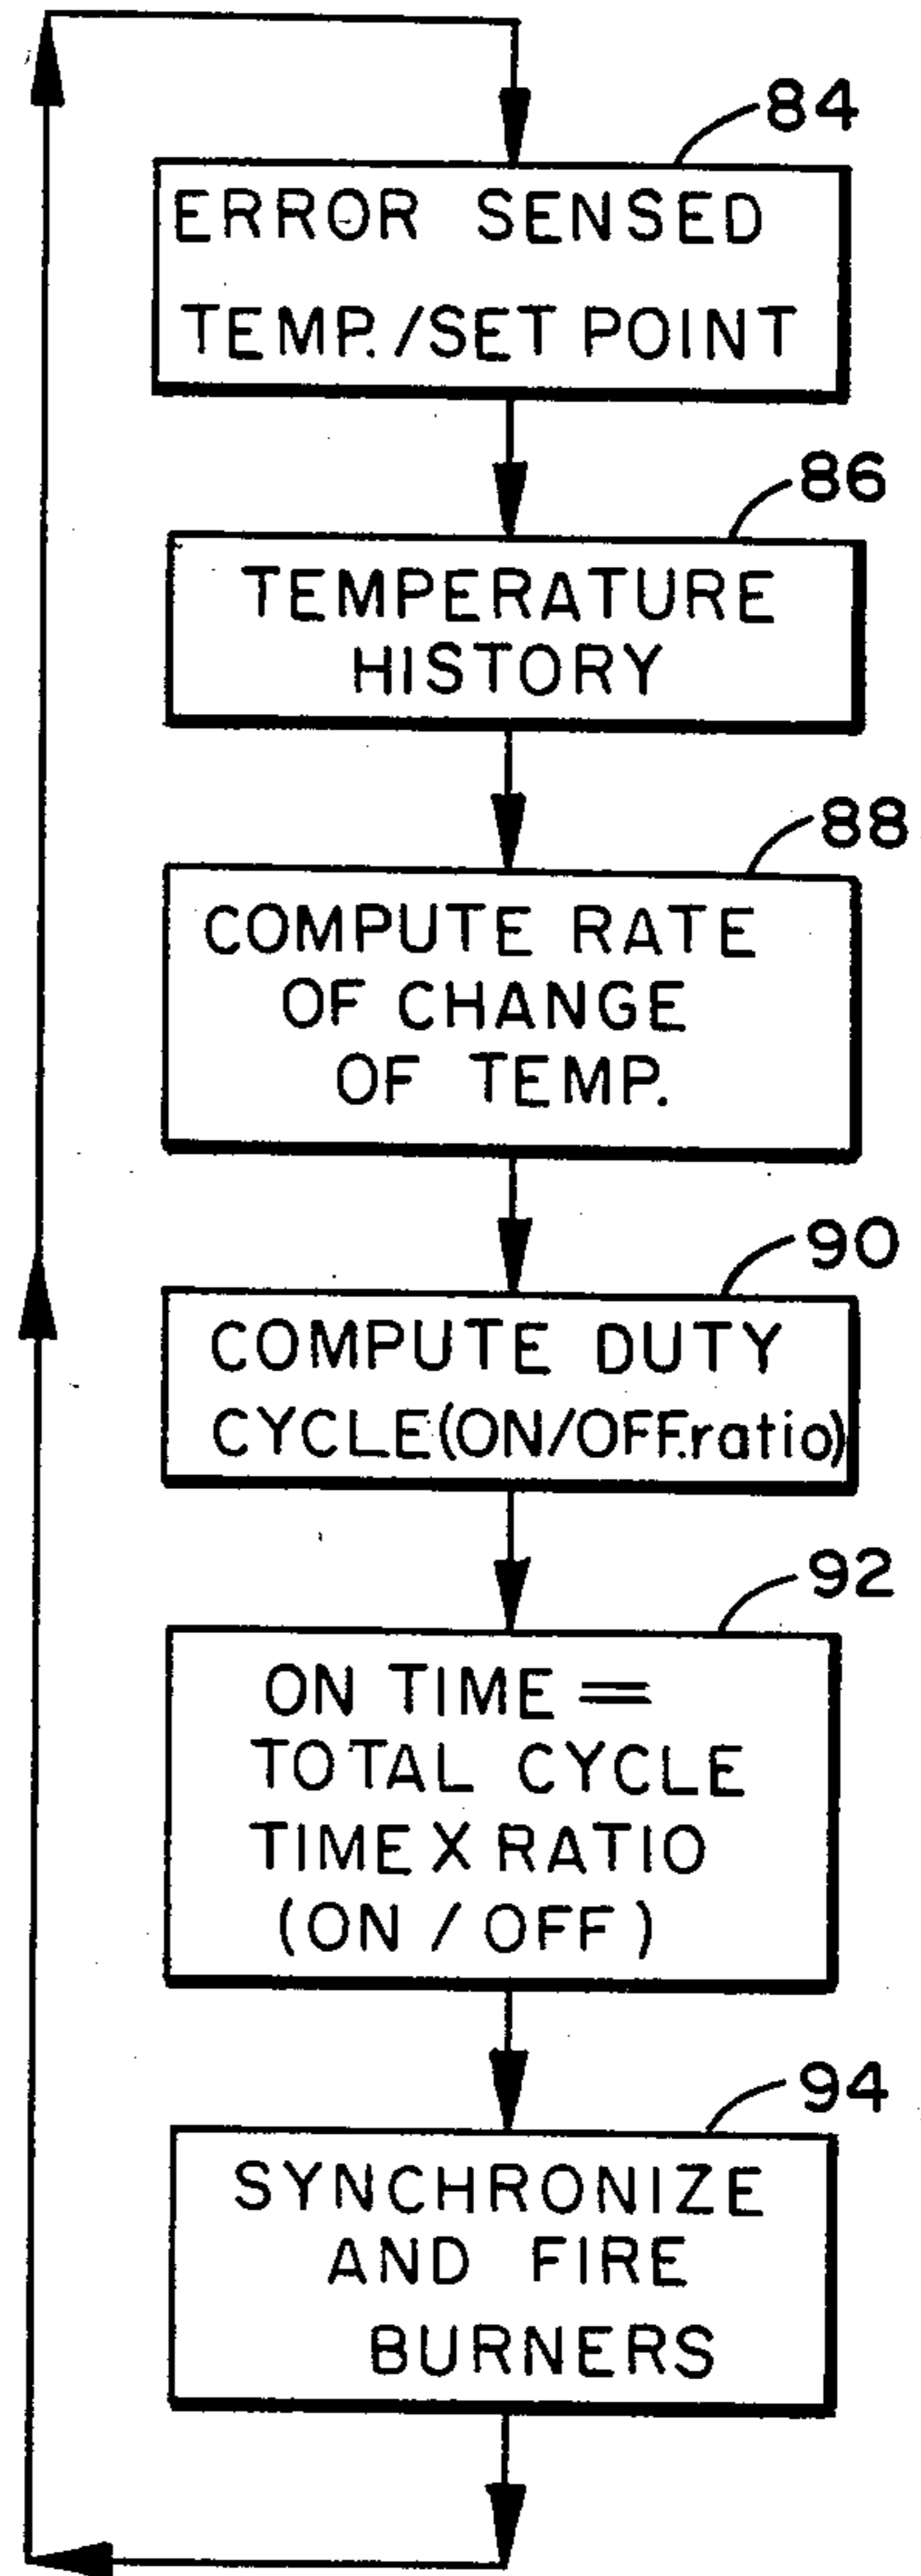 84
ERROR SENSED
TEMP./SET POINT
86
TEMPERATURE
HISTORY
88
COMPUTE RATE
OF CHANGE
OF TEMP.
90
COMPUTE DUTY
CYCLE(ON/OFF.ratio)
92
ON TIME =
TOTAL CYCLE
TIME X RATIO
(ON / OFF)
94
SYNCHRONIZE
AND FIRE
BURNERS